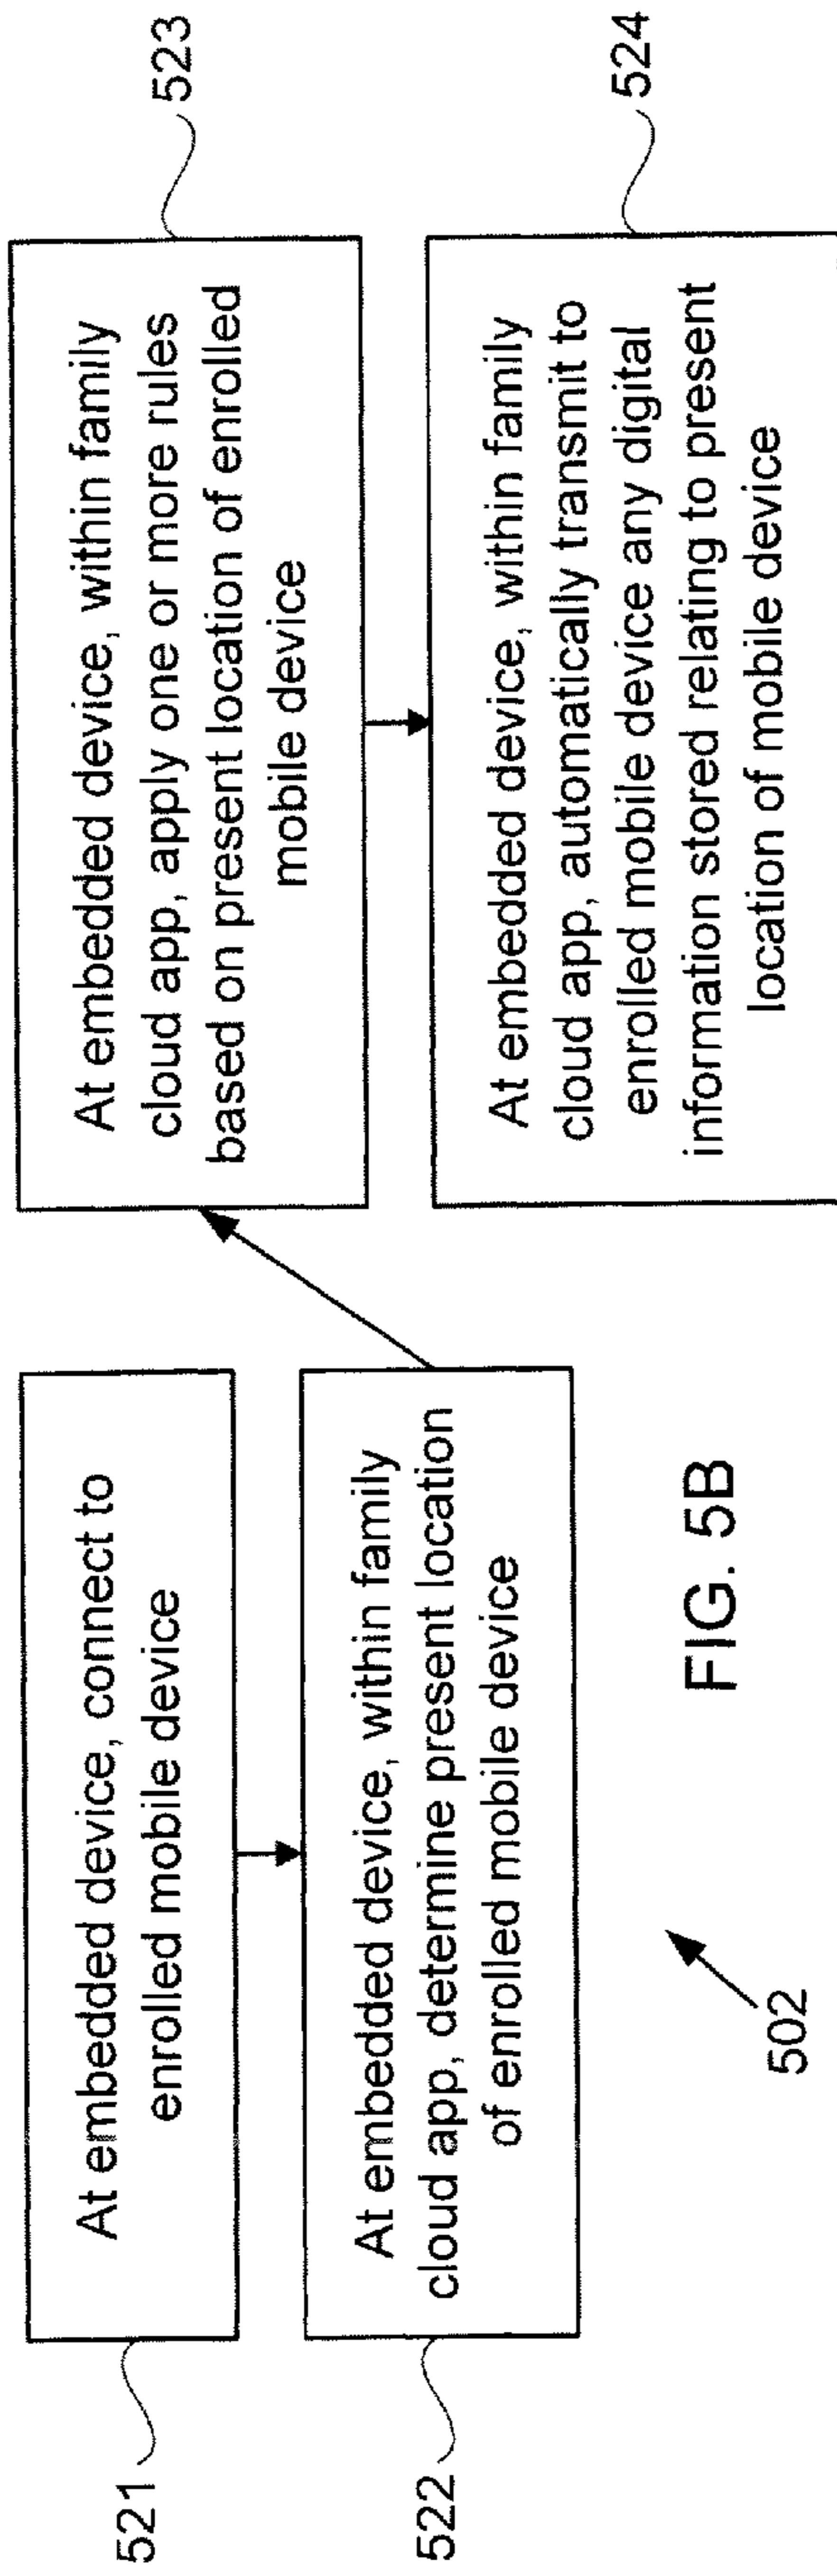 521
At embedded device, connect to
enrolled mobile device
522
At embedded device, within family
cloud app, determine present location
of enrolled mobile device
523
At embedded device, within family
cloud app, apply one or more rules
based on present location of enrolled
mobile device
524
At embedded device, within family
cloud app, automatically transmit to
enrolled mobile device any digital
information stored relating to present
location of mobile device
502
FIG. 5B